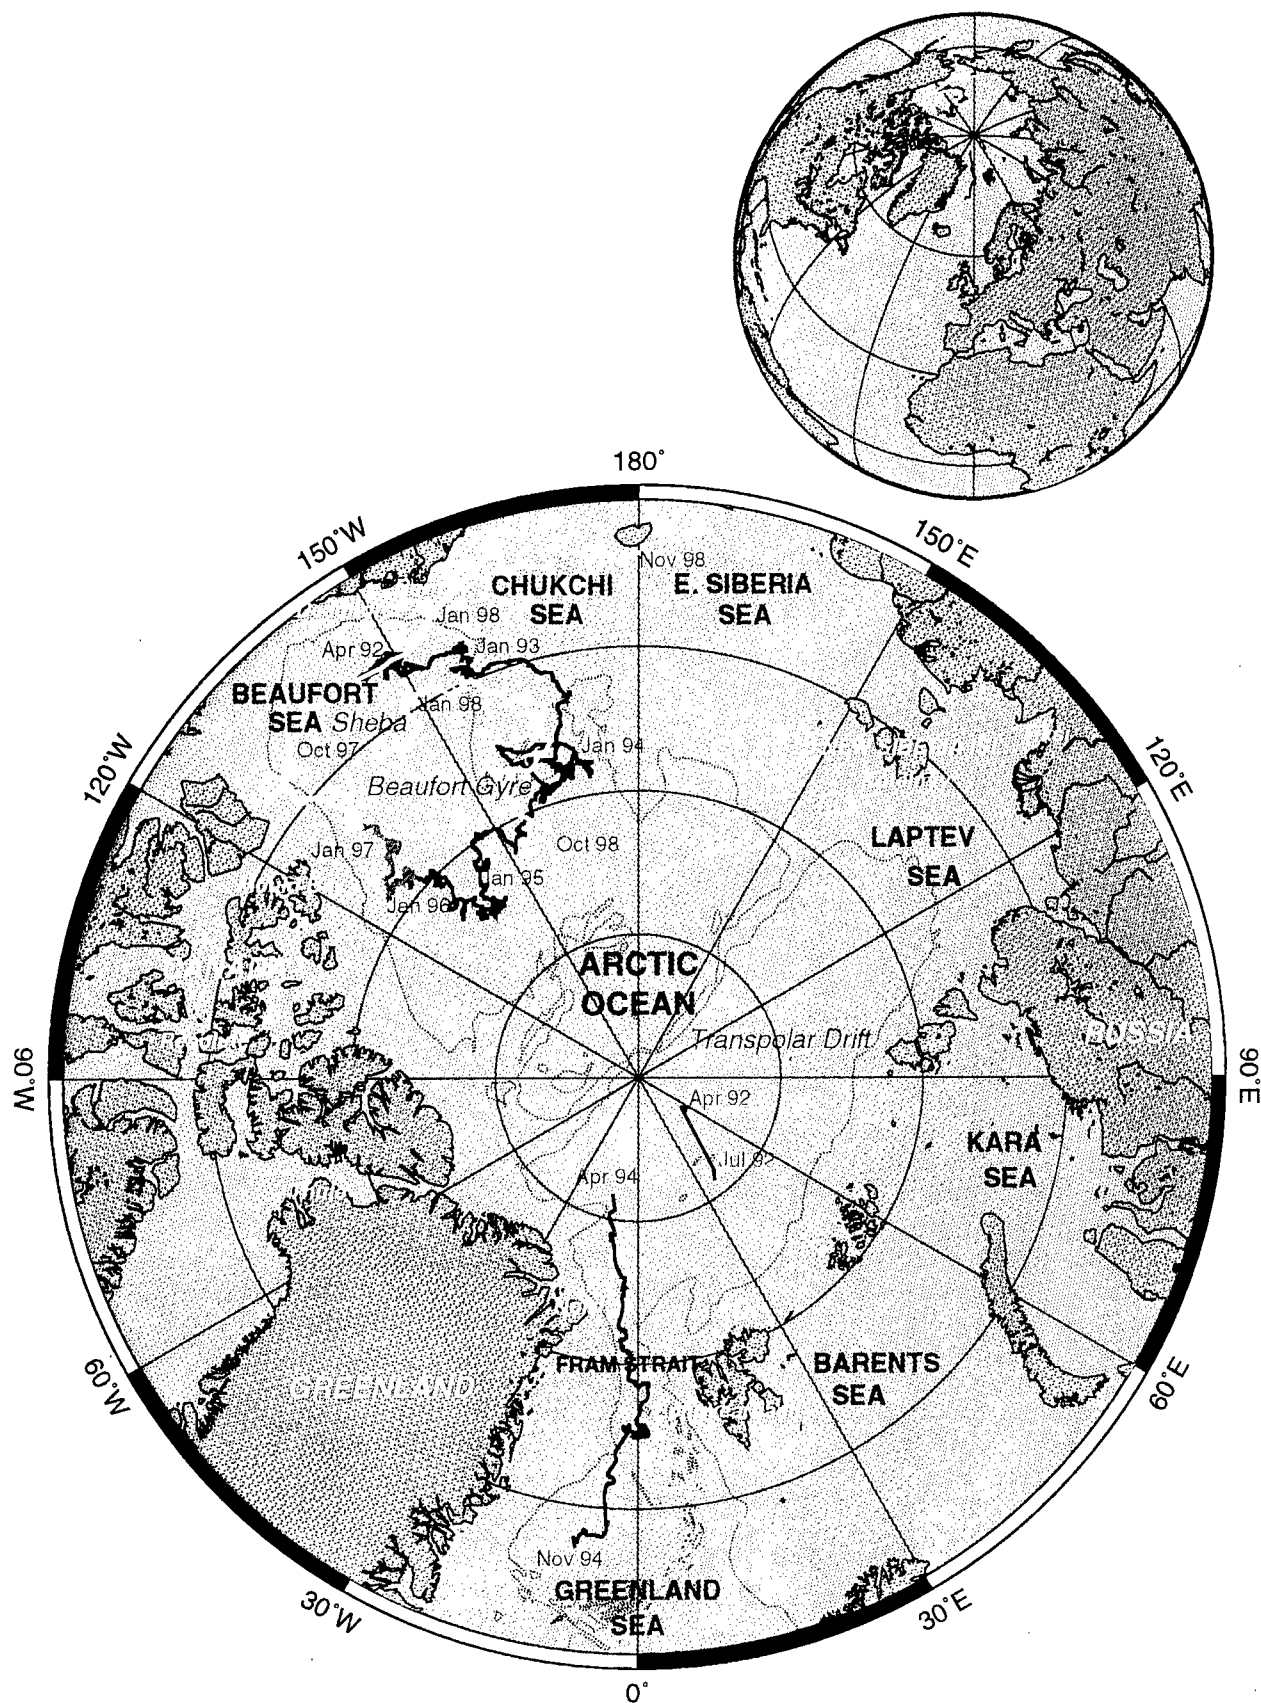 180°
150°W
150°E
Nov 98
CHUKCHI
SEA
E. SIBERIA
SEA
Jan 98
Apr 92
Jan 93
BEAUFORT
SEA
Sheba
Jan 98
Oct 97
Jan 94
120°W
120°E
Beaufort Gyre
Jan 97
Oct 98
LAPTEV
SEA
Jan 95
Jan 96
ARCTIC
OCEAN
Transpolar Drift
RUSSIA
90°W
90°E
Apr 92
KARA
SEA
Jul 92
Apr 94
FRAM STRAIT
BARENTS
SEA
GREENLAND
60°W
60°E
Nov 94
GREENLAND
SEA
30°W
30°E
0°